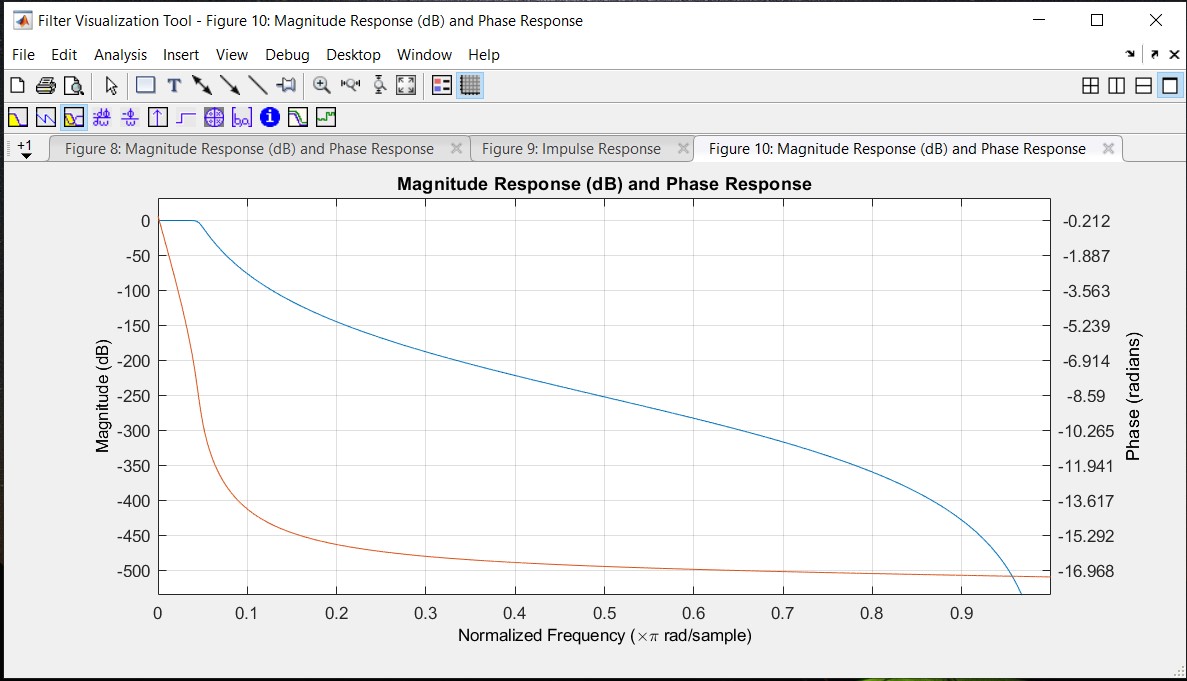 Filter Visualization Tool - Figure 10: Magnitude Response (dB) and Phase Response
File Edit Analysis Insert View Debug Desktop Window Help
T
[b,a] i
+1 Figure 8: Magnitude Response (dB) and Phase Response Figure 9: Impulse Response Figure 10: Magnitude Response (dB) and Phase Response
Magnitude Response (dB) and Phase Response
0 -0.212
-50 -1.887
-100 -3.563
-150 -5.239
-200 -6.914
-250 -8.59
-300 -10.265
-350 -11.941
-400 -13.617
-450 -15.292
-500 -16.968
Magnitude (dB)
Phase (radians)
0 0.1 0.2 0.3 0.4 0.5 0.6 0.7 0.8 0.9
Normalized Frequency (×π rad/sample)